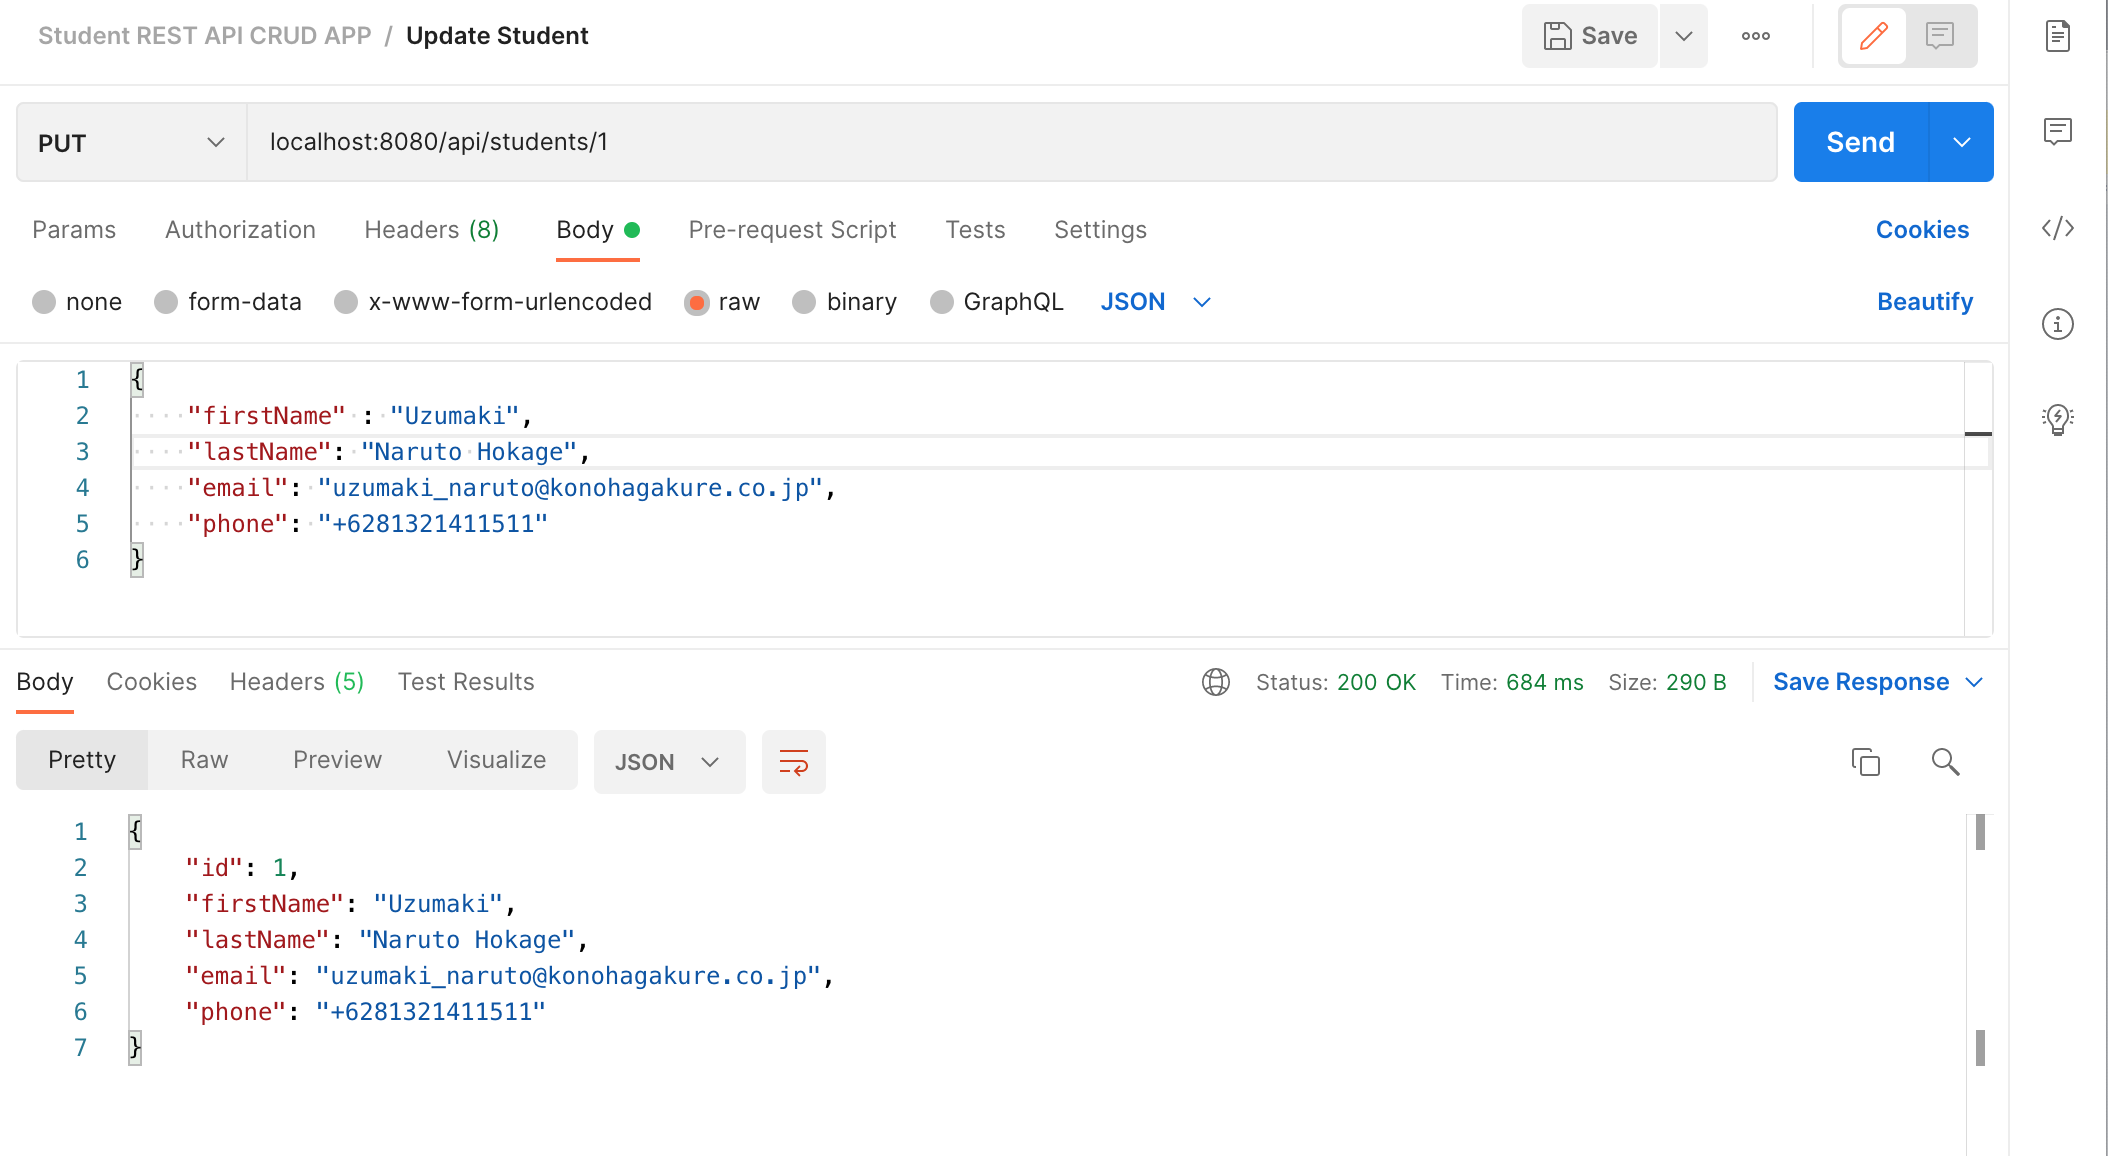 Student REST API CRUD APP / Update Student
Save
PUT
localhost:8080/api/students/1
Send
Params Authorization Headers (8) Body Pre-request Script Tests Settings Cookies
none form-data x-www-form-urlencoded raw binary GraphQL JSON Beautify
1 {
2 "firstName" : "Uzumaki",
3 "lastName": "Naruto Hokage",
4 "email": "uzumaki_naruto@konohagakure.co.jp",
5 "phone": "+6281321411511"
6 }
Body Cookies Headers (5) Test Results Status: 200 OK Time: 684 ms Size: 290 B Save Response
Pretty Raw Preview Visualize JSON
1 {
2 "id": 1,
3 "firstName": "Uzumaki",
4 "lastName": "Naruto Hokage",
5 "email": "uzumaki_naruto@konohagakure.co.jp",
6 "phone": "+6281321411511"
7 }